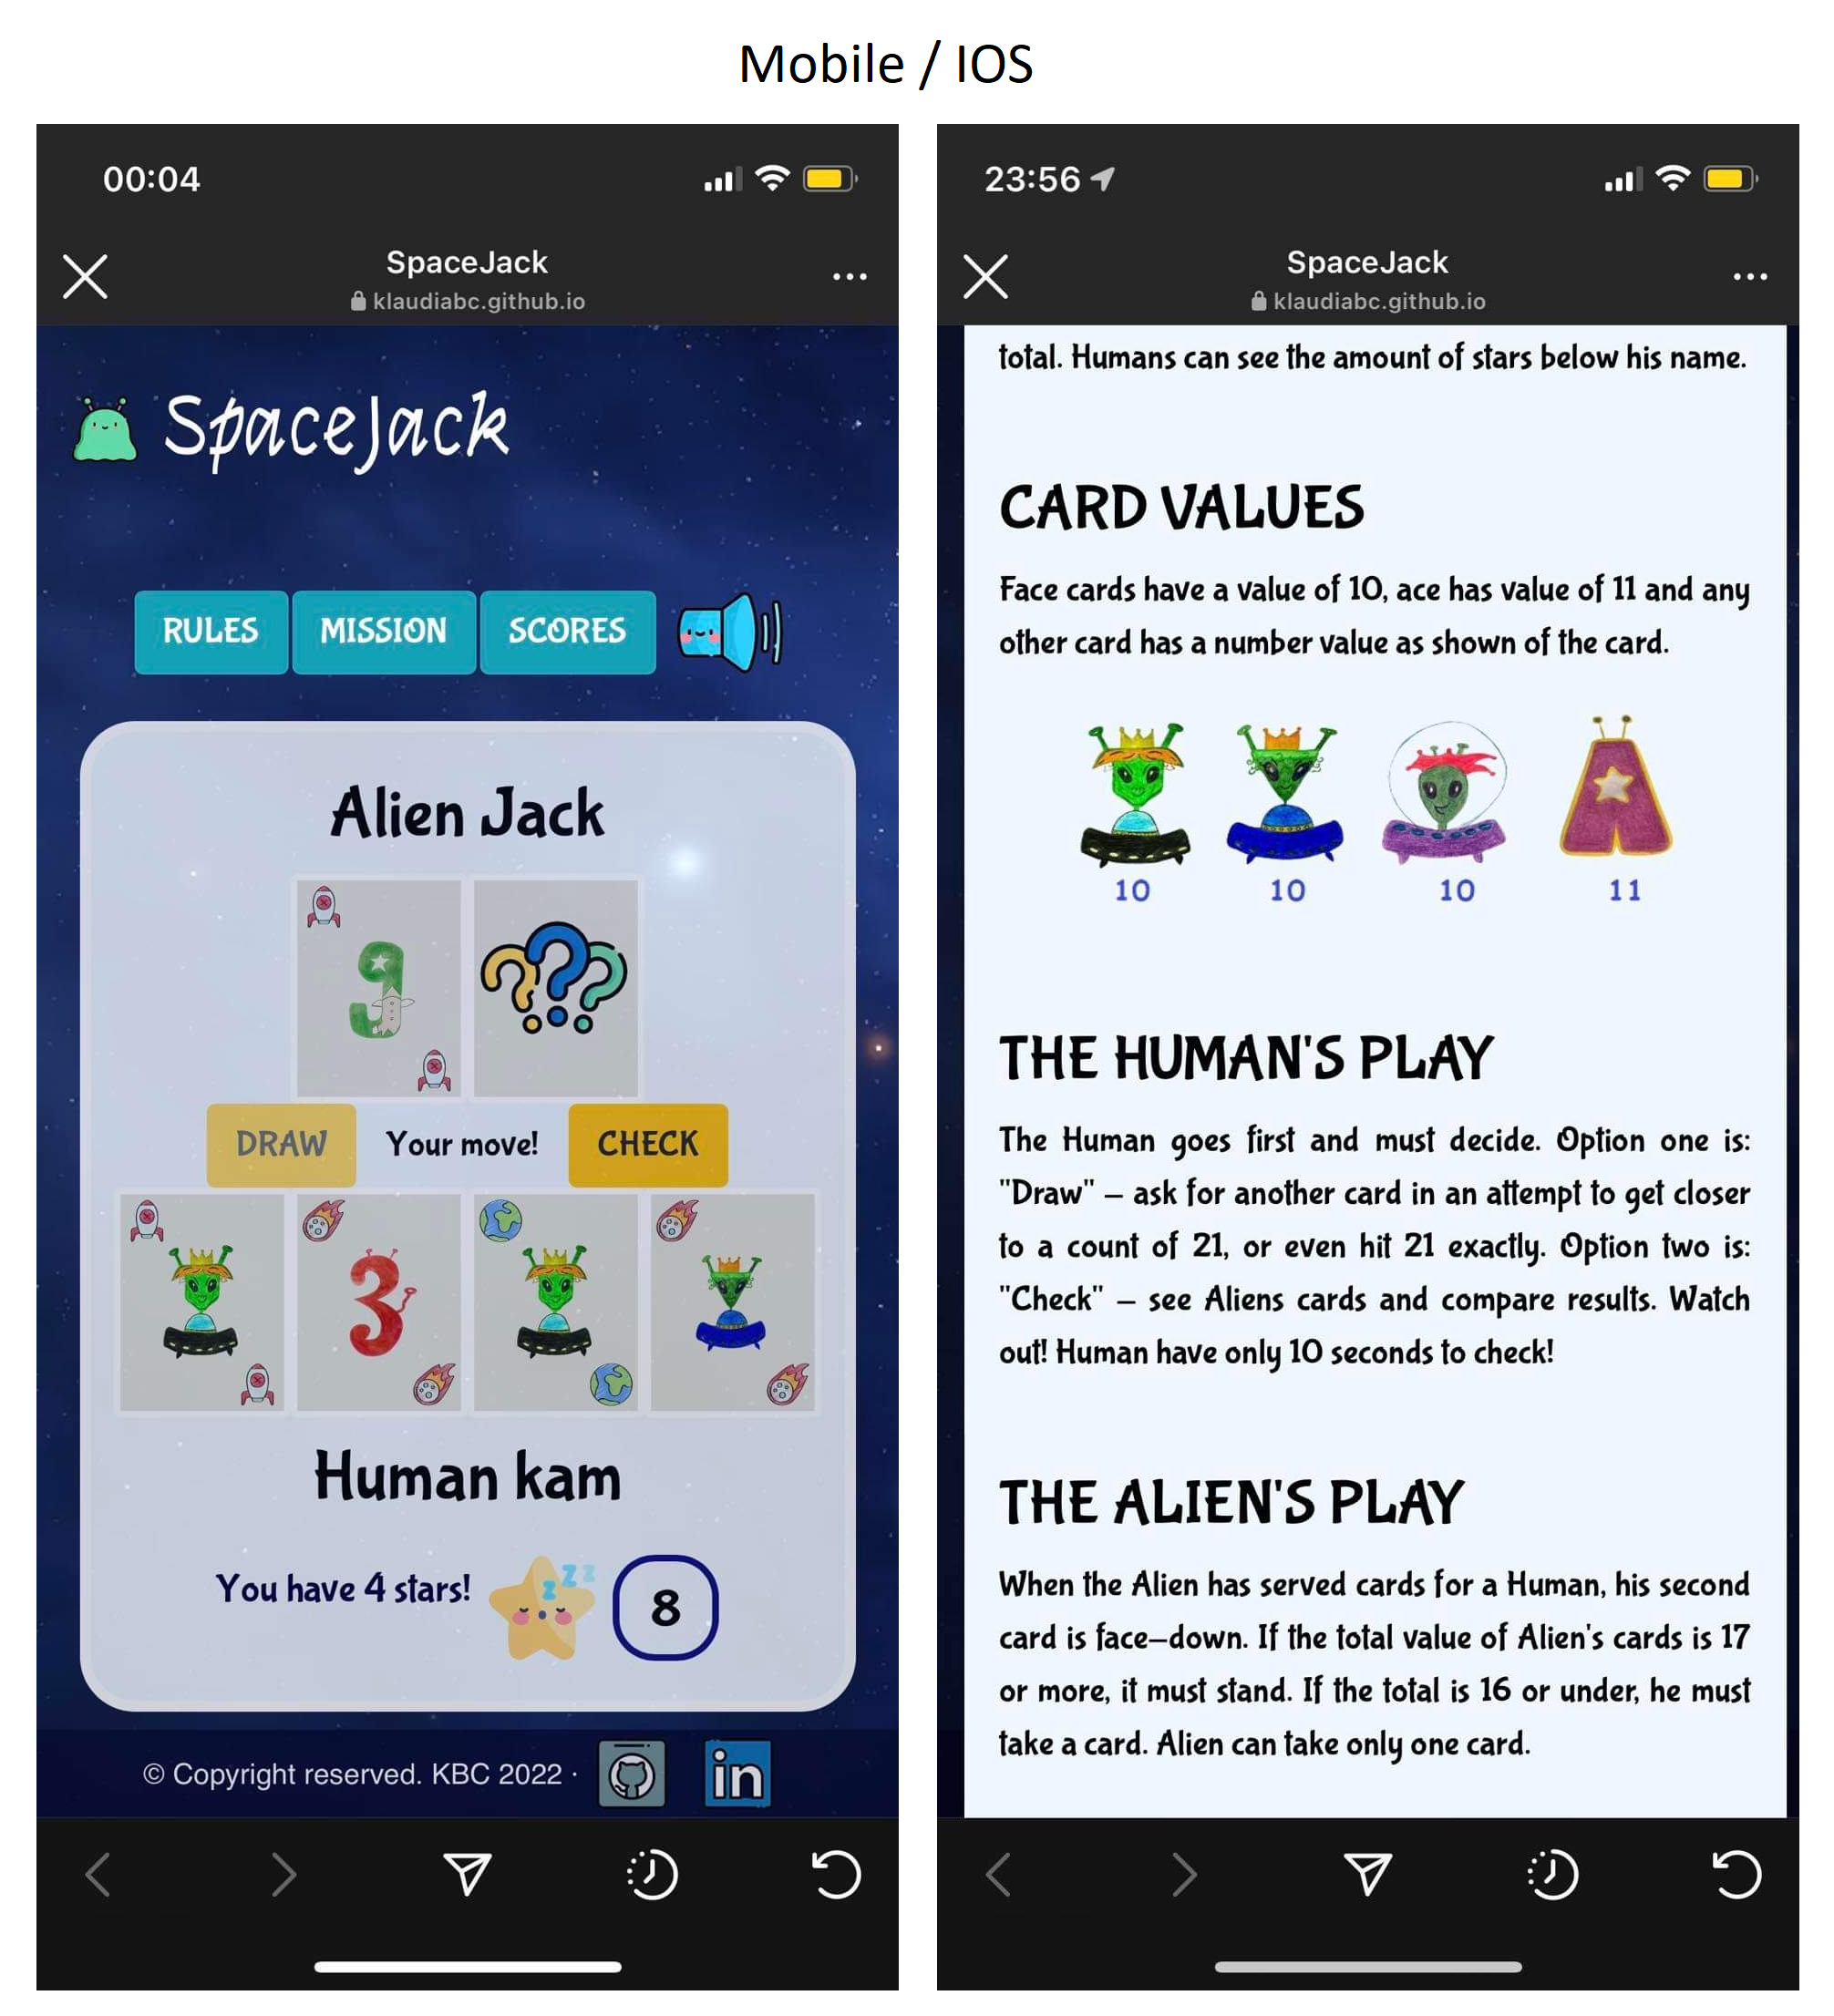 Mobile / IOS
00:04
SpaceJack
klaudiabc.github.io
SpaceJack
RULES
MISSION
SCORES
Alien Jack
9
???
DRAW
Your move!
CHECK
3
Human kam
You have 4 stars!
z z z
8
© Copyright reserved. KBC 2022 ·
in
23:56
SpaceJack
klaudiabc.github.io
total. Humans can see the amount of stars below his name.
CARD VALUES
Face cards have a value of 10, ace has value of 11 and any
other card has a number value as shown of the card.
A
10 10 10 11
THE HUMAN'S PLAY
The Human goes first and must decide. Option one is:
"Draw" – ask for another card in an attempt to get closer
to a count of 21, or even hit 21 exactly. Option two is:
"Check" – see Aliens cards and compare results. Watch
out! Human have only 10 seconds to check!
THE ALIEN'S PLAY
When the Alien has served cards for a Human, his second
card is face–down. If the total value of Alien's cards is 17
or more, it must stand. If the total is 16 or under, he must
take a card. Alien can take only one card.